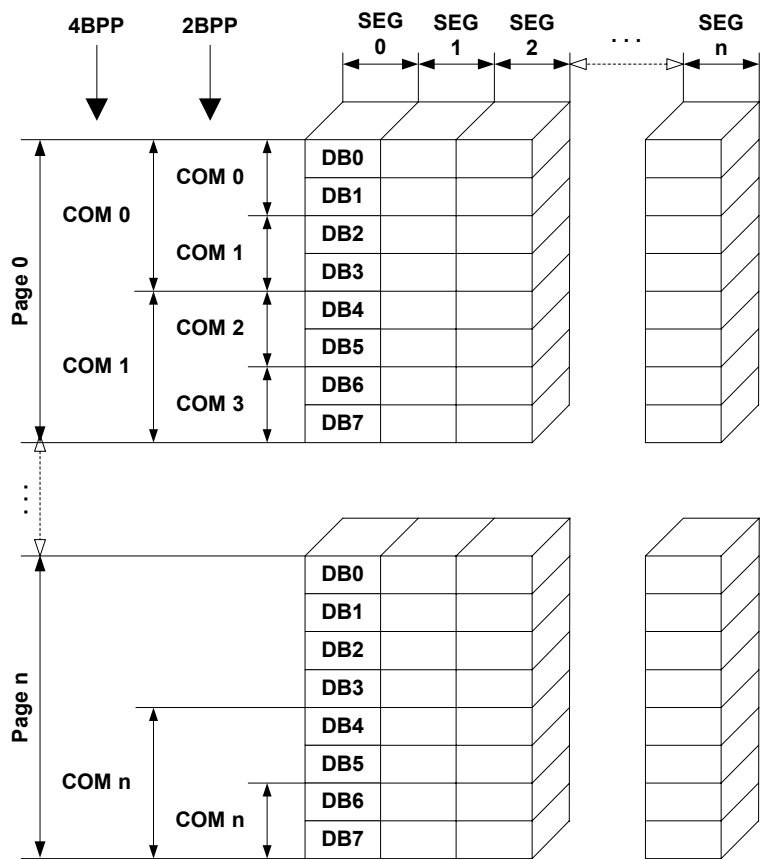 4BPP 2BPP SEG 0 SEG 1 SEG 2 . . . SEG n
Page 0
COM 0
COM 1
COM 0
COM 1
COM 2
COM 3
DB0
DB1
DB2
DB3
DB4
DB5
DB6
DB7
. . .
Page n
COM n
COM n
DB0
DB1
DB2
DB3
DB4
DB5
DB6
DB7